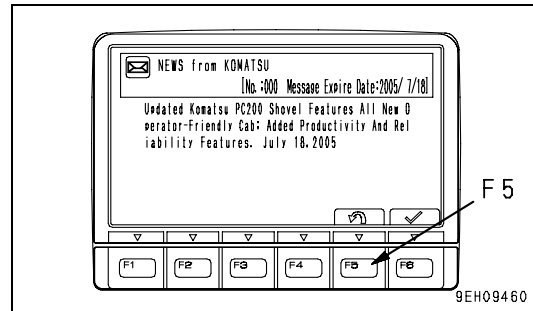 NEWS from KOMATSU
[No. :000 Message Expire Date:2005/ 7/18]
Updated Komatsu PC200 Shovel Features All New O
perator-Friendly Cab; Added Productivity And Rel
iability Features. July 18.2005
F 5
F1 F2 F3 F4 F5 F6
9EH09460